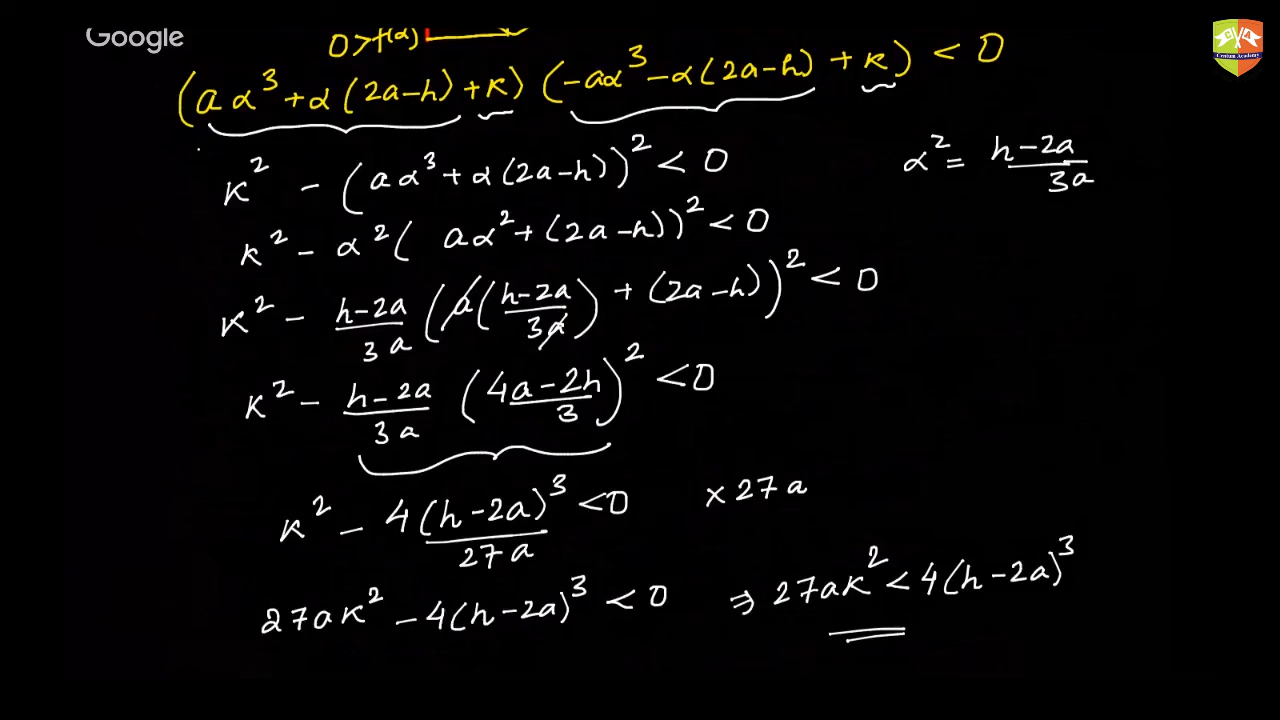 Google
0>f(α)
(aα³+α(2a-h)+k) (-aα³-α(2a-h)+k) < 0
k² - (aα³+α(2a-h))² < 0
α² = (h-2a)/3a
k² - α²( aα²+(2a-h))² < 0
k² - (h-2a)/3a (a((h-2a)/3a) + (2a-h))² < 0
k² - (h-2a)/3a ((4a-2h)/3)² < 0
k² - 4(h-2a)³/27a < 0 ×27a
27ak² - 4(h-2a)³ < 0 ⇒ 27ak² < 4(h-2a)³